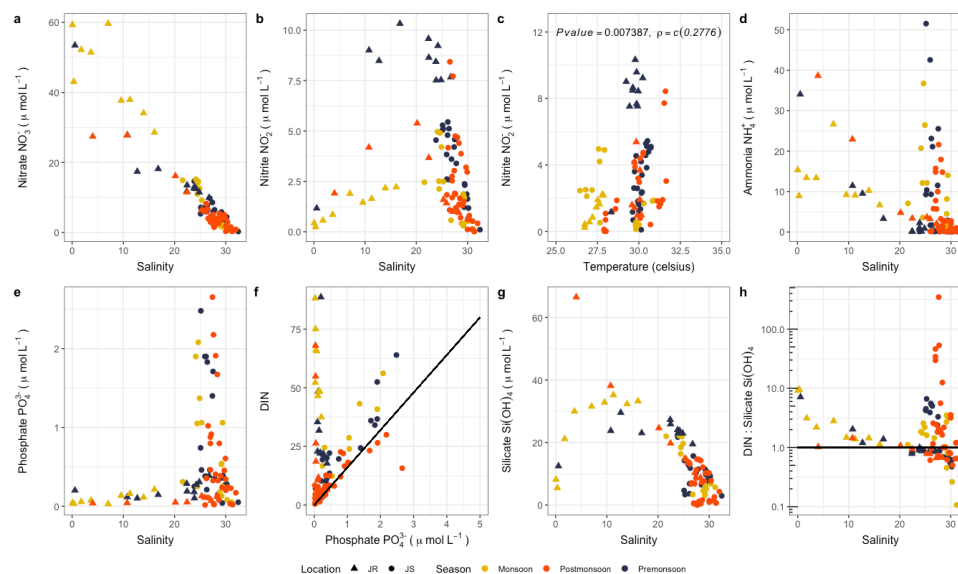 a
b
c
d
Nitrate NO₃⁻ ( μ mol L⁻¹ )
60
40
20
0
0 10 20 30
Salinity
Nitrite NO₂⁻ ( μ mol L⁻¹ )
10.0
7.5
5.0
2.5
0.0
0 10 20 30
Salinity
Nitrite NO₂⁻ ( μ mol L⁻¹ )
Pvalue = 0.007387, ρ = c(0.2776)
12
8
4
0
25.0 27.5 30.0 32.5 35.0
Temperature (celsius)
Ammonia NH₄⁺ ( μ mol L⁻¹ )
50
40
30
20
10
0
0 10 20 30
Salinity
e
f
g
h
Phosphate PO₄³⁻ ( μ mol L⁻¹ )
2
1
0
0 10 20 30
Salinity
DIN
75
50
25
0
0 1 2 3 4 5
Phosphate PO₄³⁻ ( μ mol L⁻¹ )
Silicate Si(OH)₄ ( μ mol L⁻¹ )
60
40
20
0
0 10 20 30
Salinity
DIN : Silicate Si(OH)₄
100.0
10.0
1.0
0.1
0 10 20 30
Salinity
Location JR JS Season Monsoon Postmonsoon Premonsoon